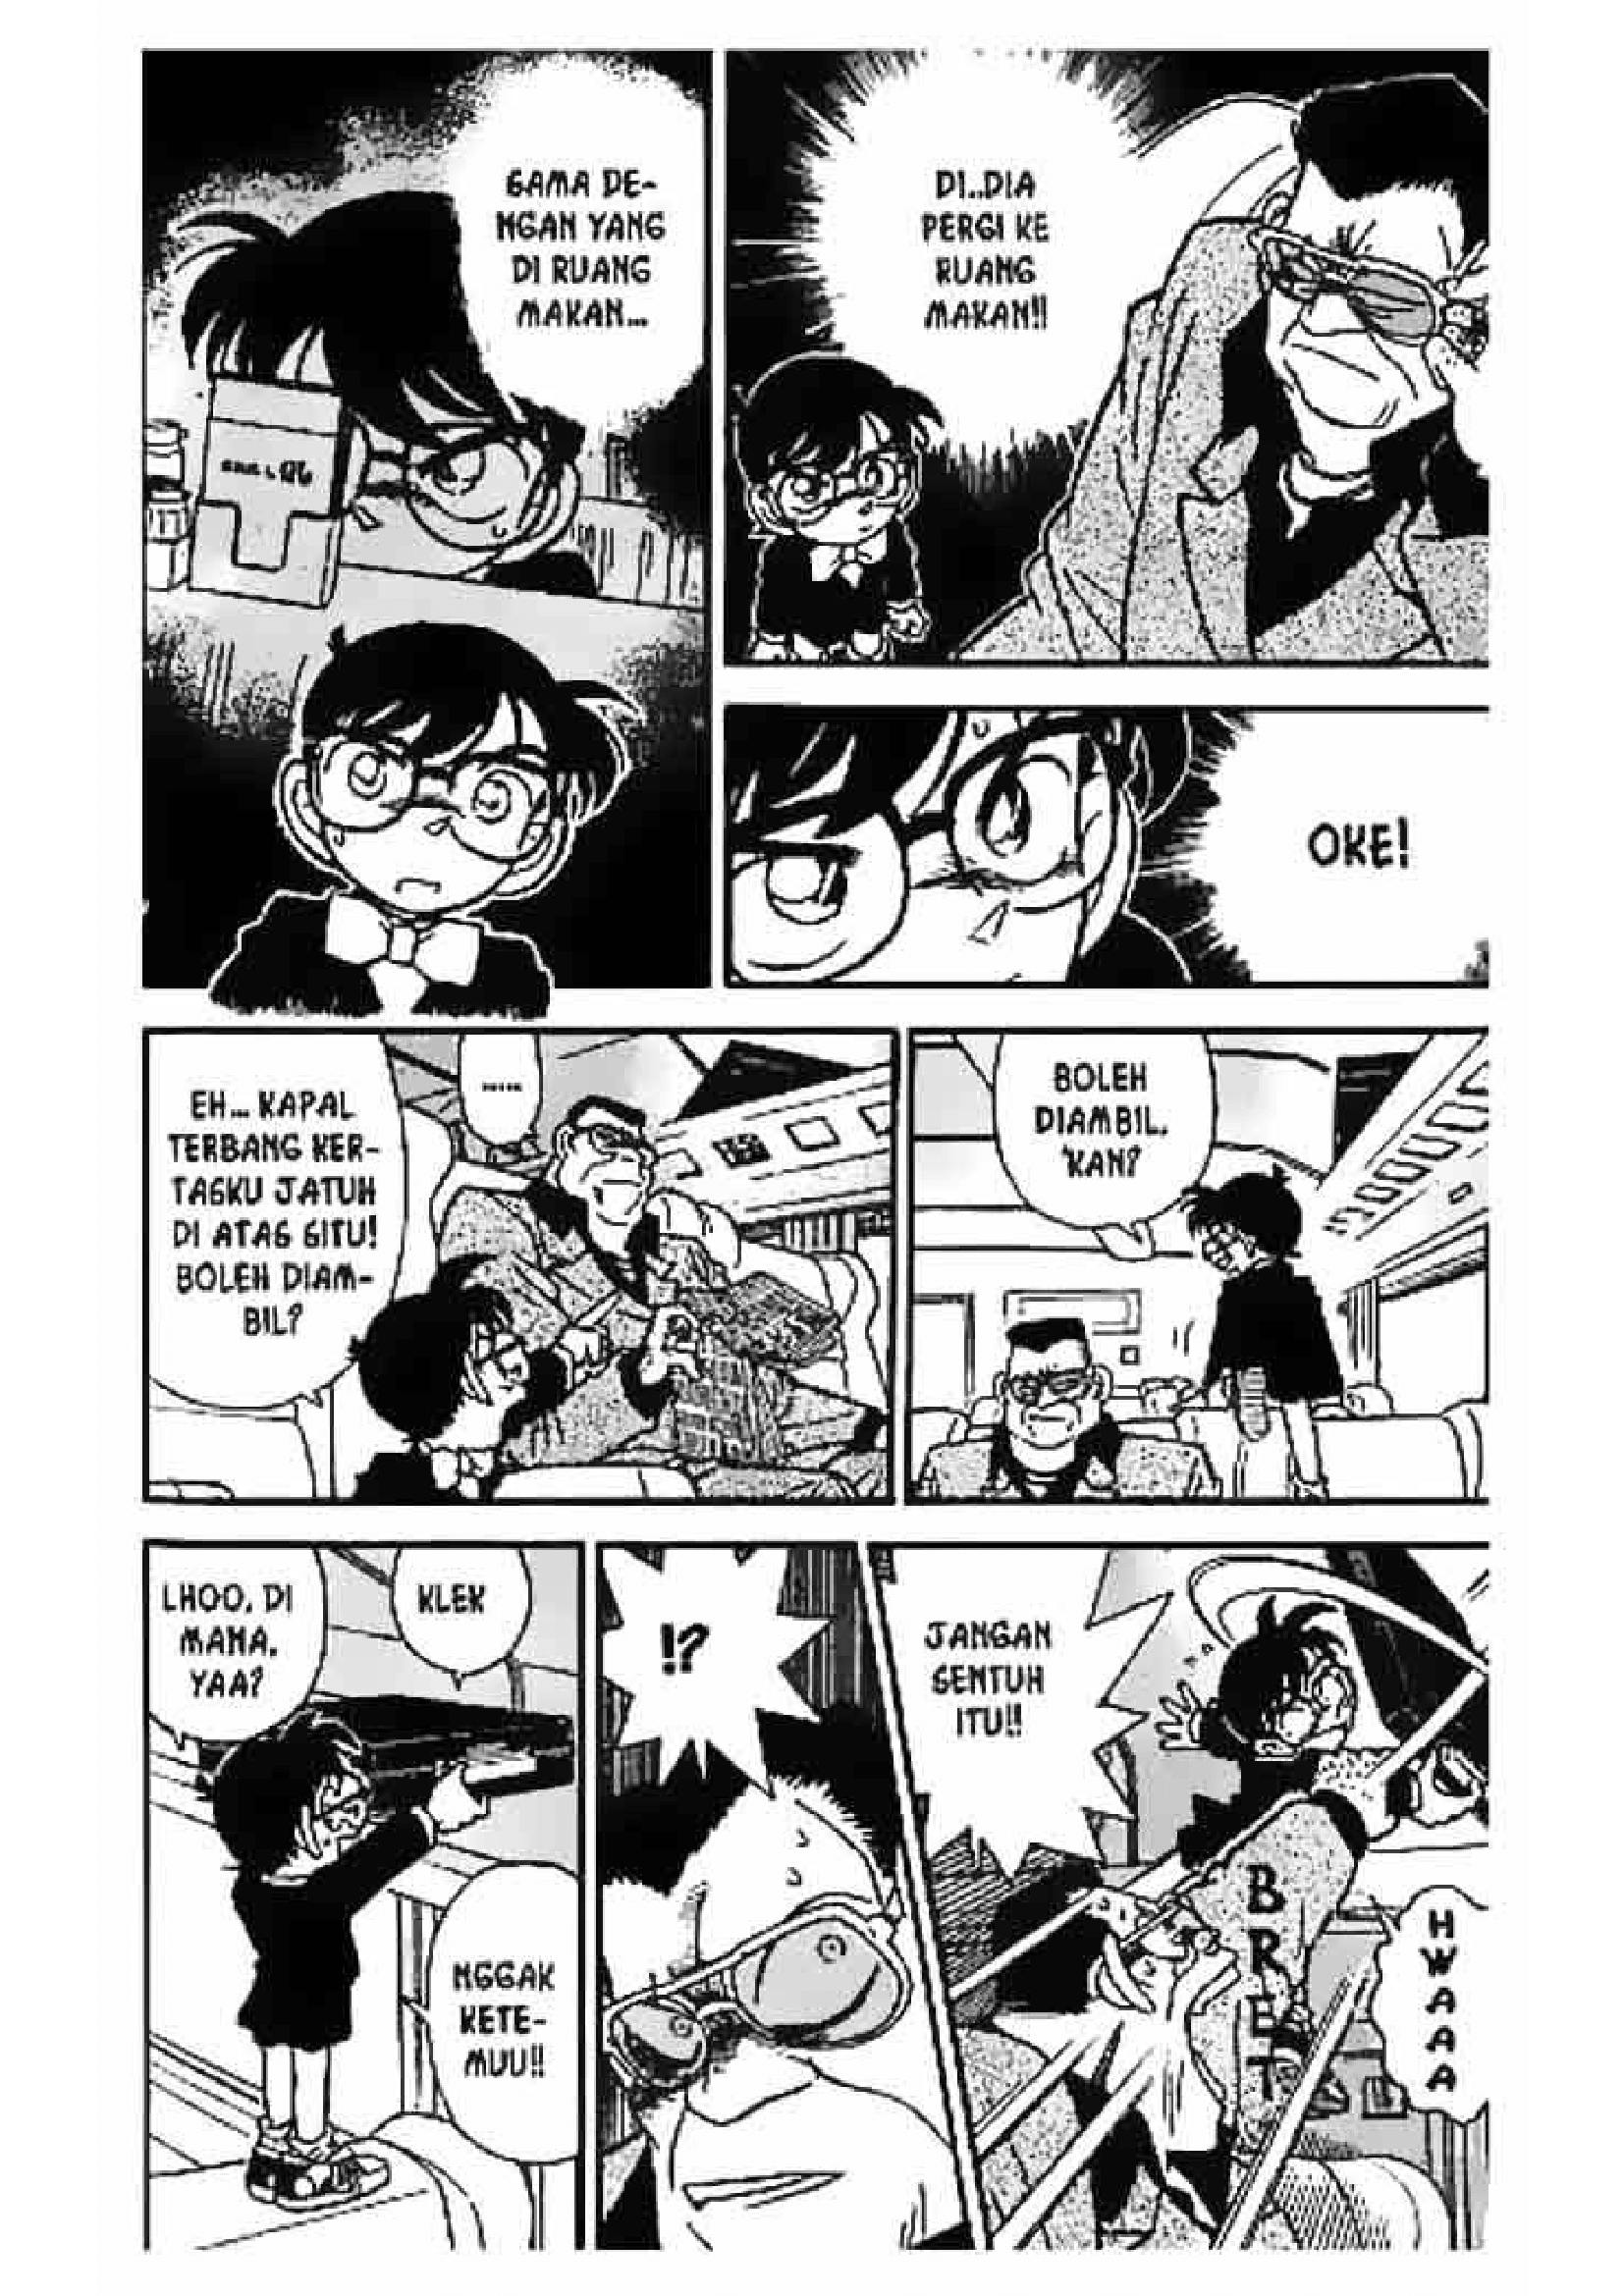 SAMA DE-
NGAN YANG
DI RUANG
MAKAN...
DI..DIA
PERGI KE
RUANG
MAKAN!!
OKE!
EH... KAPAL
TERBANG KER-
TASKU JATUH
DI ATAS SITU!
BOLEH DIAM-
BIL?
.....
BOLEH
DIAMBIL,
'KAN?
LHOO, DI
MANA,
YAA?
KLEK
NGGAK
KETE-
MUU!!
!?
JANGAN
SENTUH
ITU!!
BRET
HWAAA